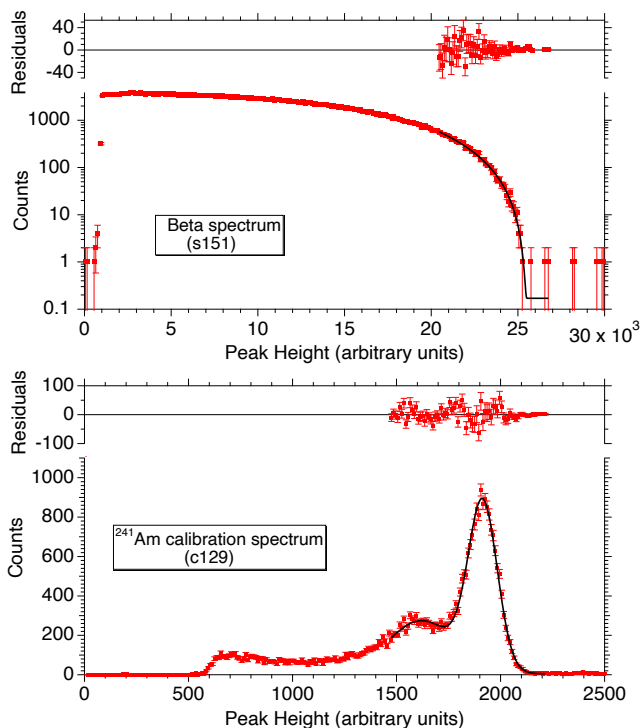 Residuals
40
0
-40
Counts
1000
100
10
1
0.1
Beta spectrum
(s151)
0 5 10 15 20 25 30 x 10³
Peak Height (arbitrary units)
Residuals
100
0
-100
Counts
1000
800
600
400
200
0
²⁴¹Am calibration spectrum
(c129)
0 500 1000 1500 2000 2500
Peak Height (arbitrary units)